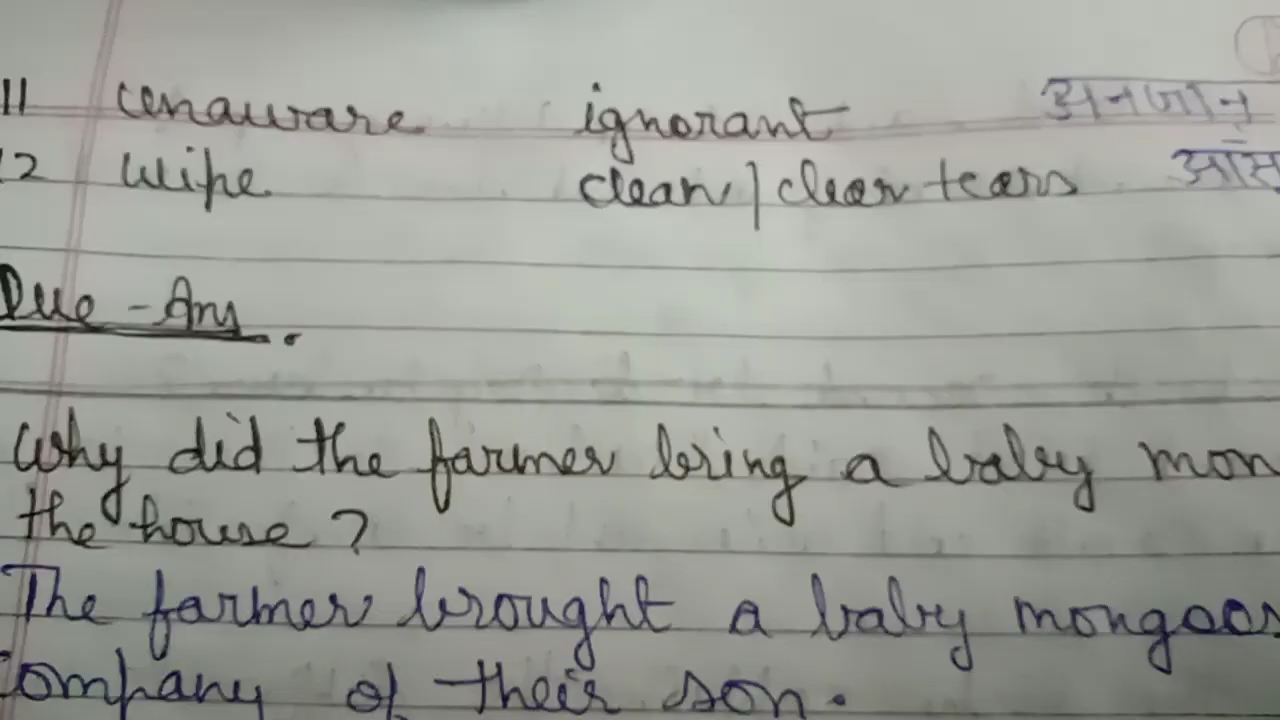 11 unaware ignorant अनजान
12 wipe clean/clear tears
Que - Ans.
Why did the farmer bring a baby mon
the house?
The farmer brought a baby mongoos
company of their son.